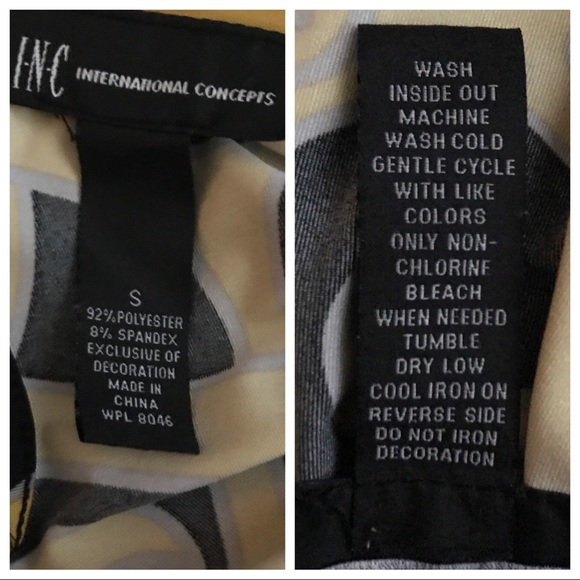 I·N·C INTERNATIONAL CONCEPTS
S
92% POLYESTER
8% SPANDEX
EXCLUSIVE OF
DECORATION
MADE IN
CHINA
WPL 8046
WASH
INSIDE OUT
MACHINE
WASH COLD
GENTLE CYCLE
WITH LIKE
COLORS
ONLY NON-
CHLORINE
BLEACH
WHEN NEEDED
TUMBLE
DRY LOW
COOL IRON ON
REVERSE SIDE
DO NOT IRON
DECORATION